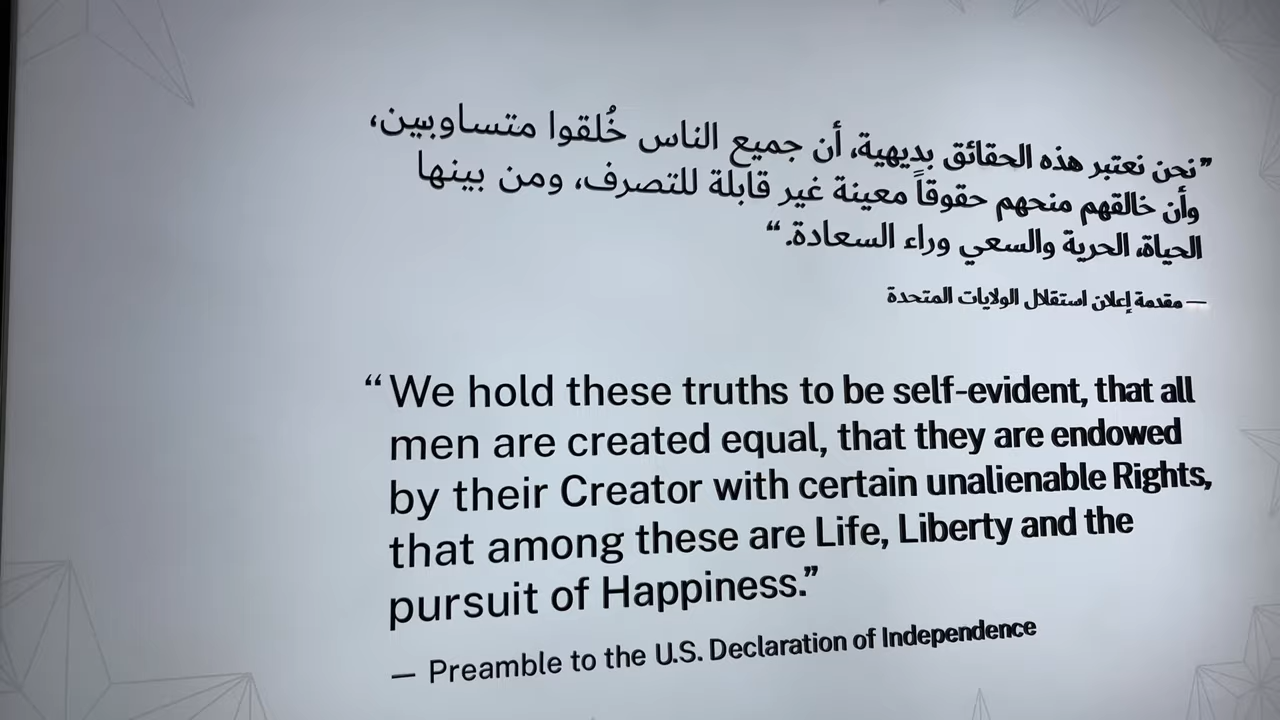 ”نحن نعتبر هذه الحقائق بديهية، أن جميع الناس خُلقوا متساويين،
وأن خالقهم منحهم حقوقاً معينة غير قابلة للتصرف، ومن بينها
الحياة، الحرية والسعي وراء السعادة.“
— مقدمة إعلان استقلال الولايات المتحدة
“We hold these truths to be self-evident, that all
men are created equal, that they are endowed
by their Creator with certain unalienable Rights,
that among these are Life, Liberty and the
pursuit of Happiness.”
— Preamble to the U.S. Declaration of Independence